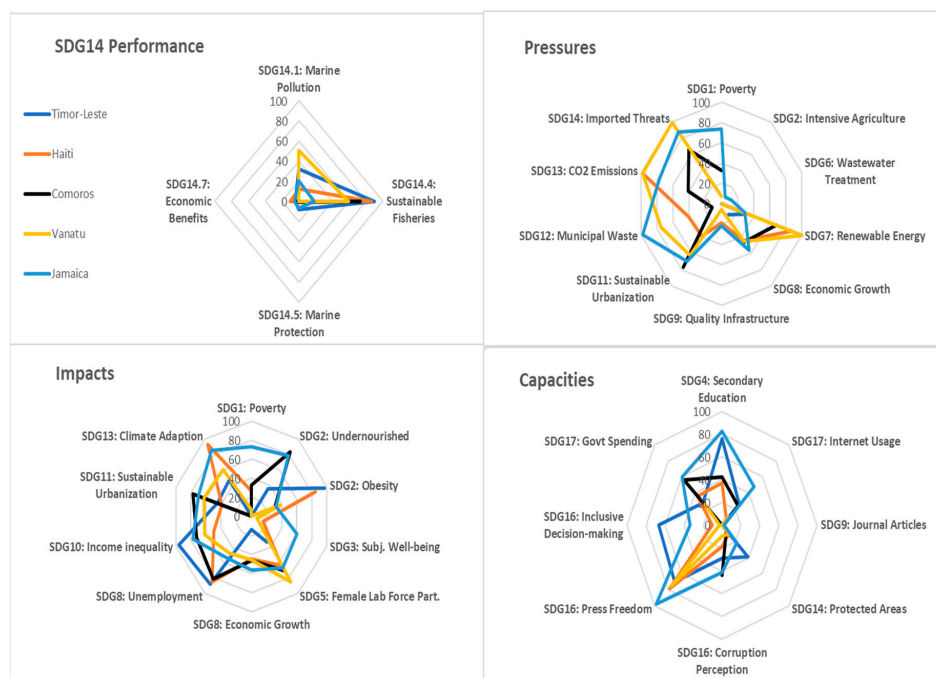 SDG14 Performance
SDG14.1: Marine
Pollution
100
80
60
40
20
0
Timor-Leste
Haiti
Comoros
Vanatu
Jamaica
SDG14.7:
Economic
Benefits
SDG14.4:
Sustainable
Fisheries
SDG14.5: Marine
Protection
Pressures
SDG1: Poverty
100
80
60
40
20
0
SDG14: Imported Threats
SDG2: Intensive Agriculture
SDG13: CO2 Emissions
SDG6: Wastewater
Treatment
SDG12: Municipal Waste
SDG7: Renewable Energy
SDG11: Sustainable
Urbanization
SDG8: Economic Growth
SDG9: Quality Infrastructure
Impacts
SDG1: Poverty
100
80
60
40
20
0
SDG13: Climate Adaption
SDG2: Undernourished
SDG11: Sustainable
Urbanization
SDG2: Obesity
SDG10: Income inequality
SDG3: Subj. Well-being
SDG8: Unemployment
SDG5: Female Lab Force Part.
SDG8: Economic Growth
Capacities
SDG4: Secondary
Education
100
80
60
40
20
0
SDG17: Govt Spending
SDG17: Internet Usage
SDG16: Inclusive
Decision-making
SDG9: Journal Articles
SDG16: Press Freedom
SDG14: Protected Areas
SDG16: Corruption
Perception